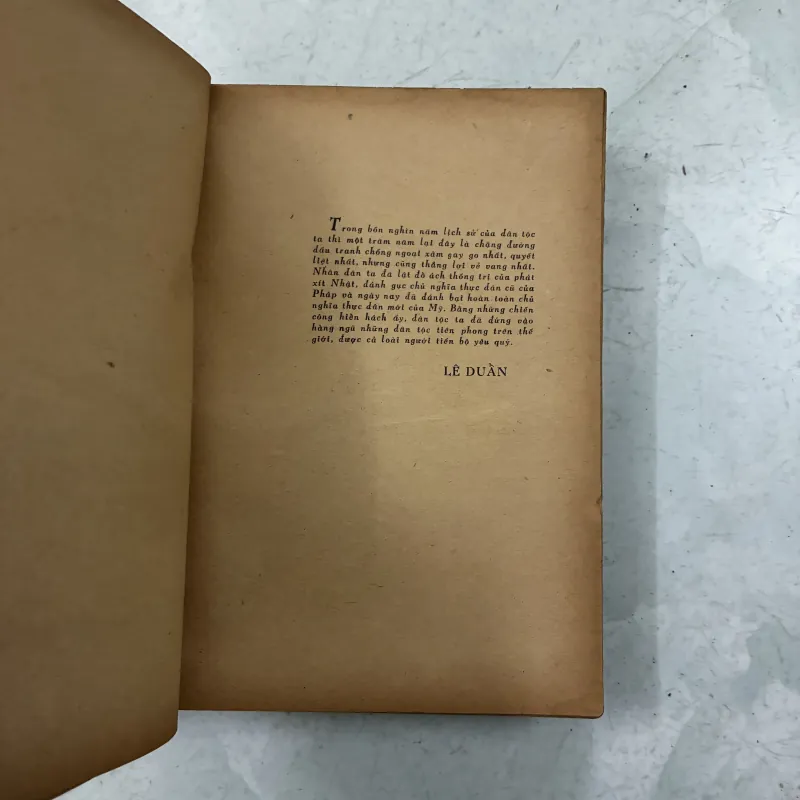 Trong bốn nghìn năm lịch sử của dân tộc
ta thì một trăm năm lại đây là chặng đường
đấu tranh chống ngoại xâm gay go nhất, quyết
liệt nhất, nhưng cũng thắng lợi vẻ vang nhất.
Nhân dân ta đã lật đổ ách thống trị của phát
xít Nhật, đánh gục chủ nghĩa thực dân cũ của
Pháp và ngày nay đã đánh bại hoàn toàn chủ
nghĩa thực dân mới của Mỹ. Bằng những chiến
công hiển hách ấy, dân tộc ta đã đứng vào
hàng ngũ những dân tộc tiên phong trên thế
giới, được cả loài người tiến bộ yêu quý.
LÊ DUẨN